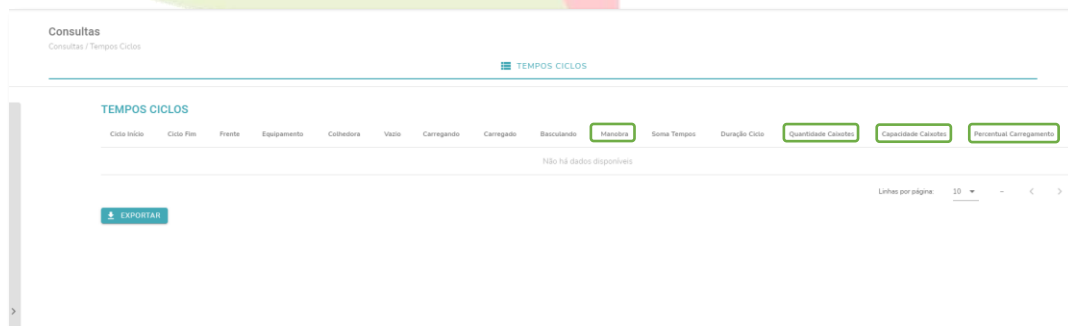 Consultas
Consultas / Tempos Ciclos
TEMPOS CICLOS
TEMPOS CICLOS
Ciclo Início Ciclo Fim Frente Equipamento Colhedora Vazio Carregando Carregado Basculando Manobra Soma Tempos Duração Ciclo Quantidade Caixotes Capacidade Caixotes Percentual Carregamento
Não há dados disponíveis
Linhas por página: 10 –
EXPORTAR